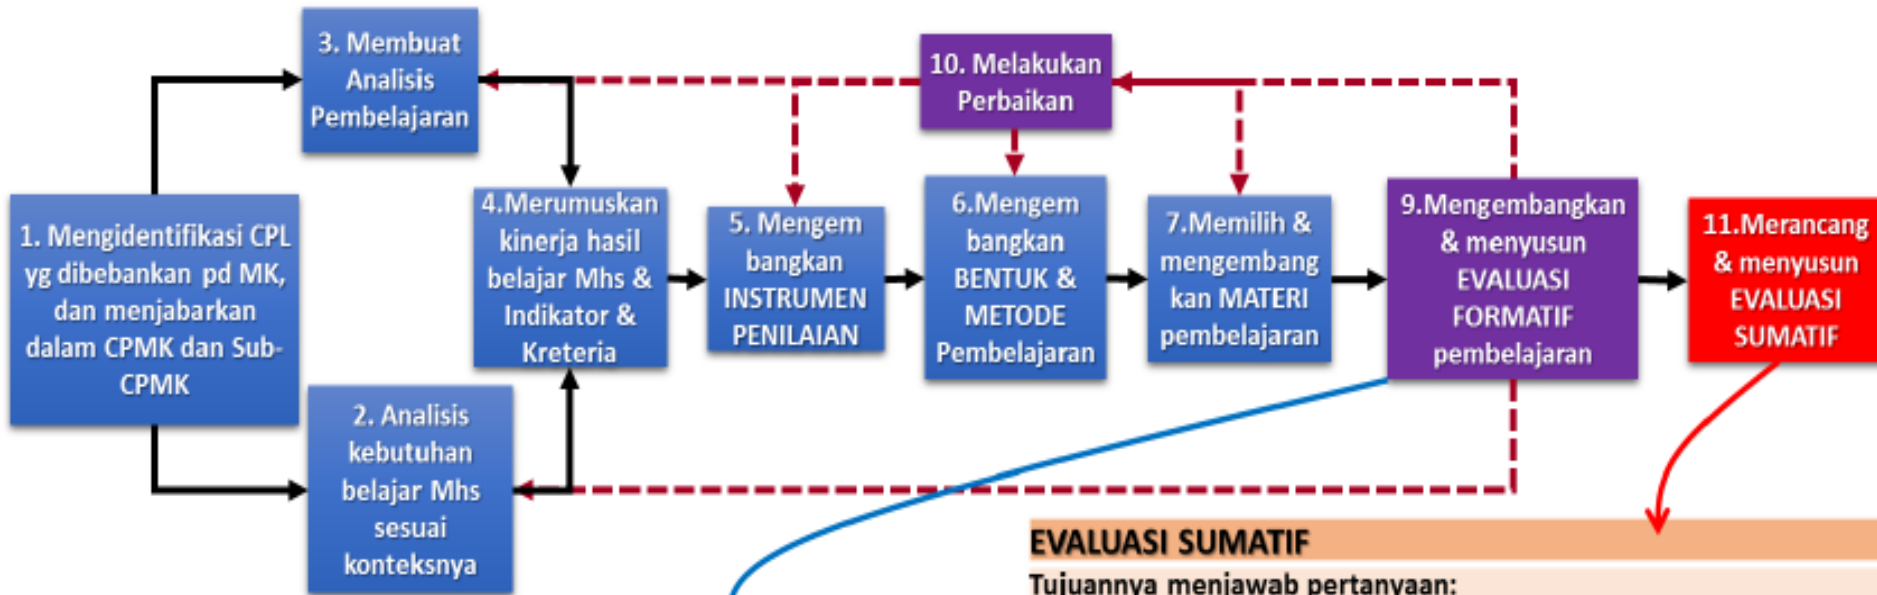 3. Membuat
Analisis
Pembelajaran
10. Melakukan
Perbaikan
1. Mengidentifikasi CPL
yg dibebankan pd MK,
dan menjabarkan
dalam CPMK dan Sub-
CPMK
2. Analisis
kebutuhan
belajar Mhs
sesuai
konteksnya
4.Merumuskan
kinerja hasil
belajar Mhs &
Indikator &
Kreteria
5. Mengem
bangkan
INSTRUMEN
PENILAIAN
6.Mengem
bangkan
BENTUK &
METODE
Pembelajaran
7.Memilih &
mengembang
kan MATERI
pembelajaran
9.Mengembangkan
& menyusun
EVALUASI
FORMATIF
pembelajaran
11.Merancang
& menyusun
EVALUASI
SUMATIF
EVALUASI SUMATIF
Tujuannya menjawab pertanyaan: